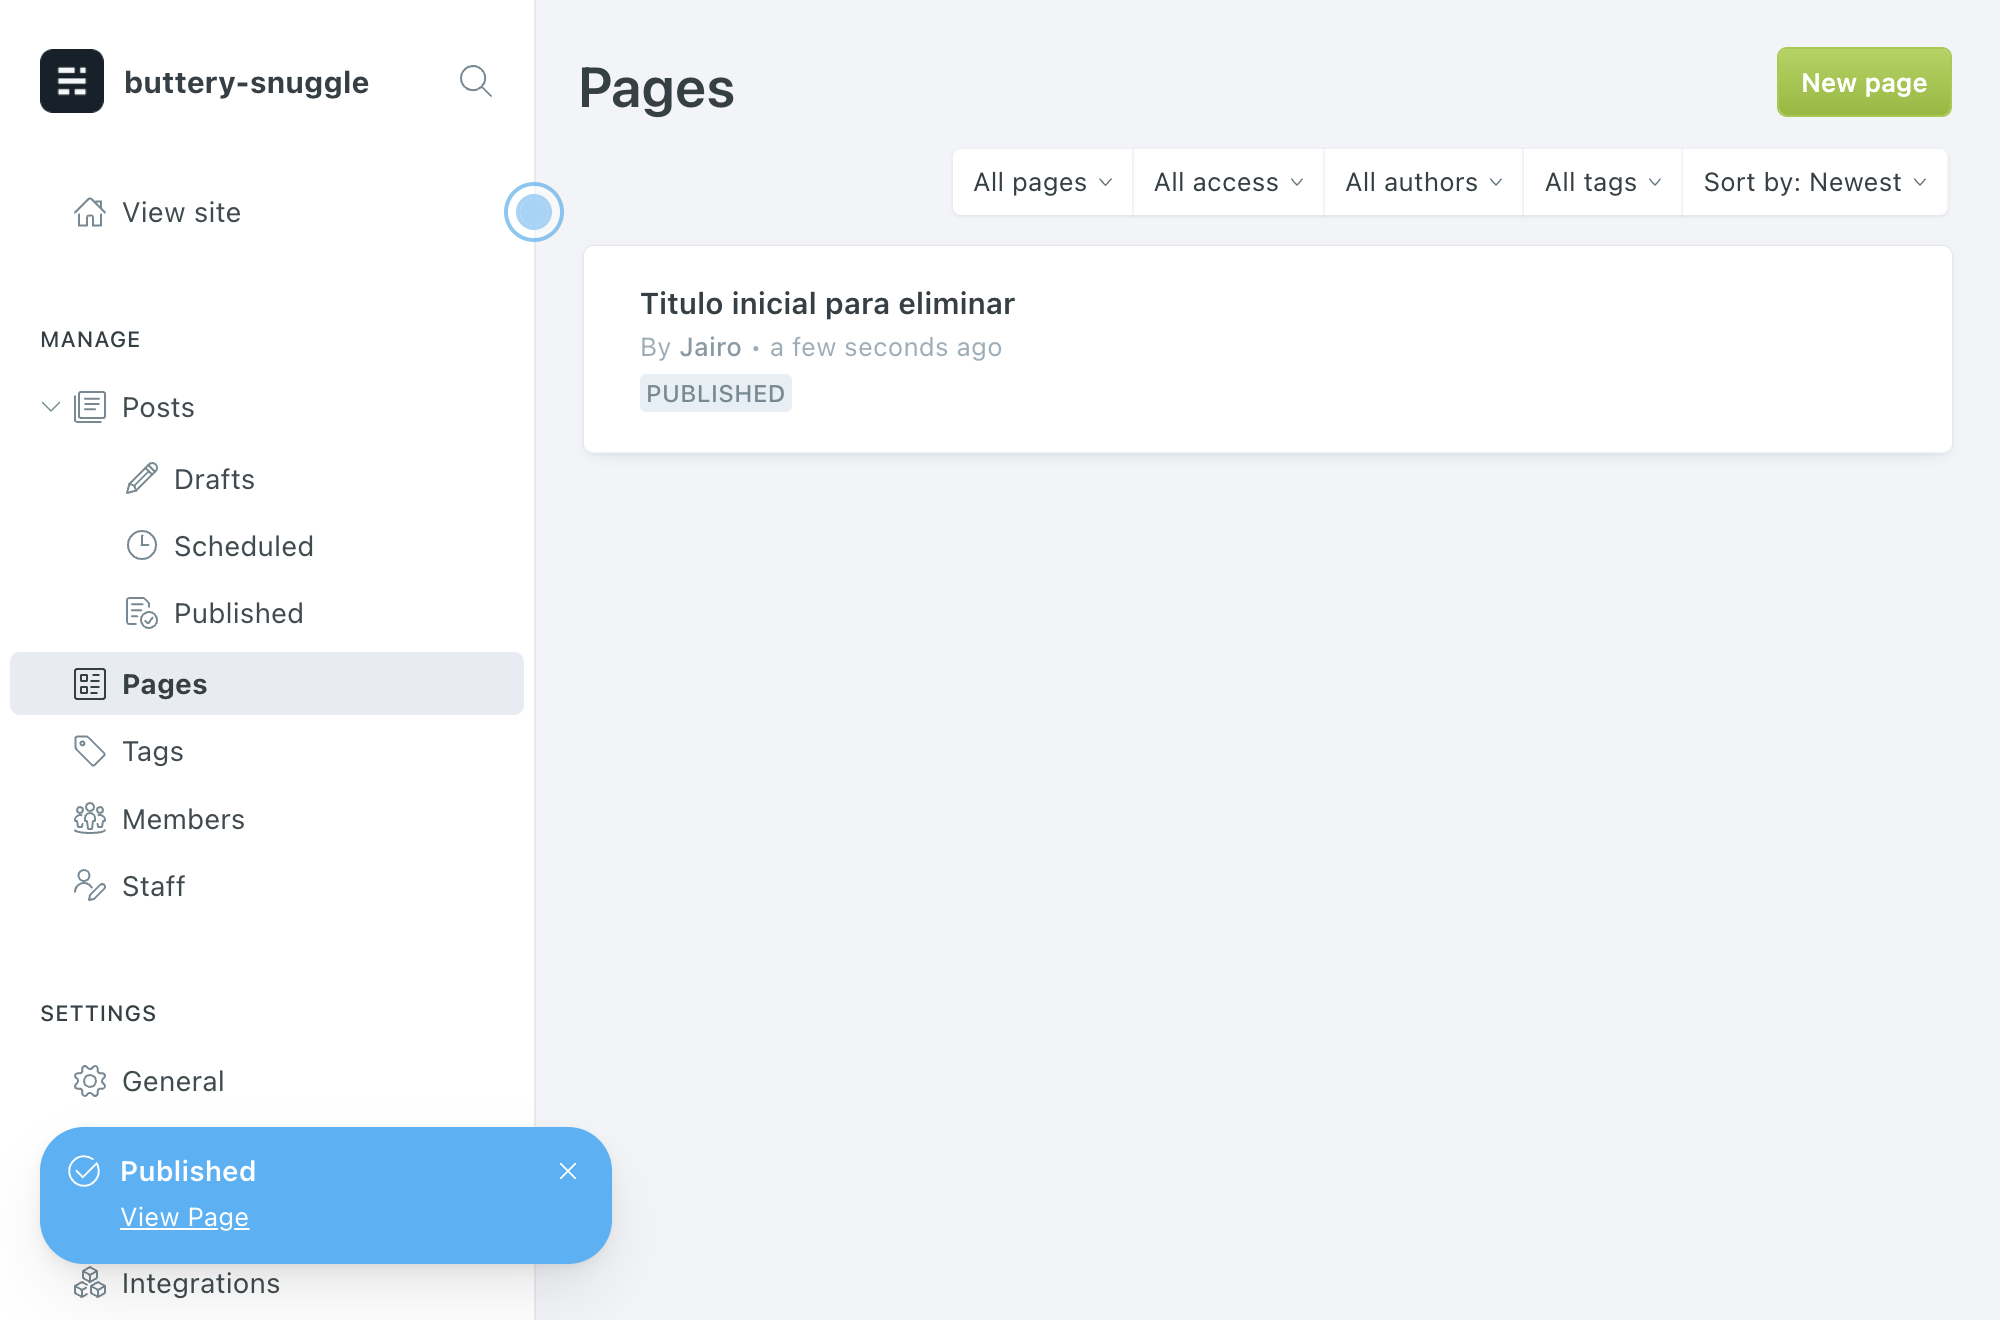 buttery-snuggle
View site
MANAGE
Posts
Drafts
Scheduled
Published
Pages
Tags
Members
Staff
SETTINGS
General
Published
View Page
Integrations
Pages
New page
All pages
All access
All authors
All tags
Sort by: Newest
Titulo inicial para eliminar
By Jairo • a few seconds ago
PUBLISHED